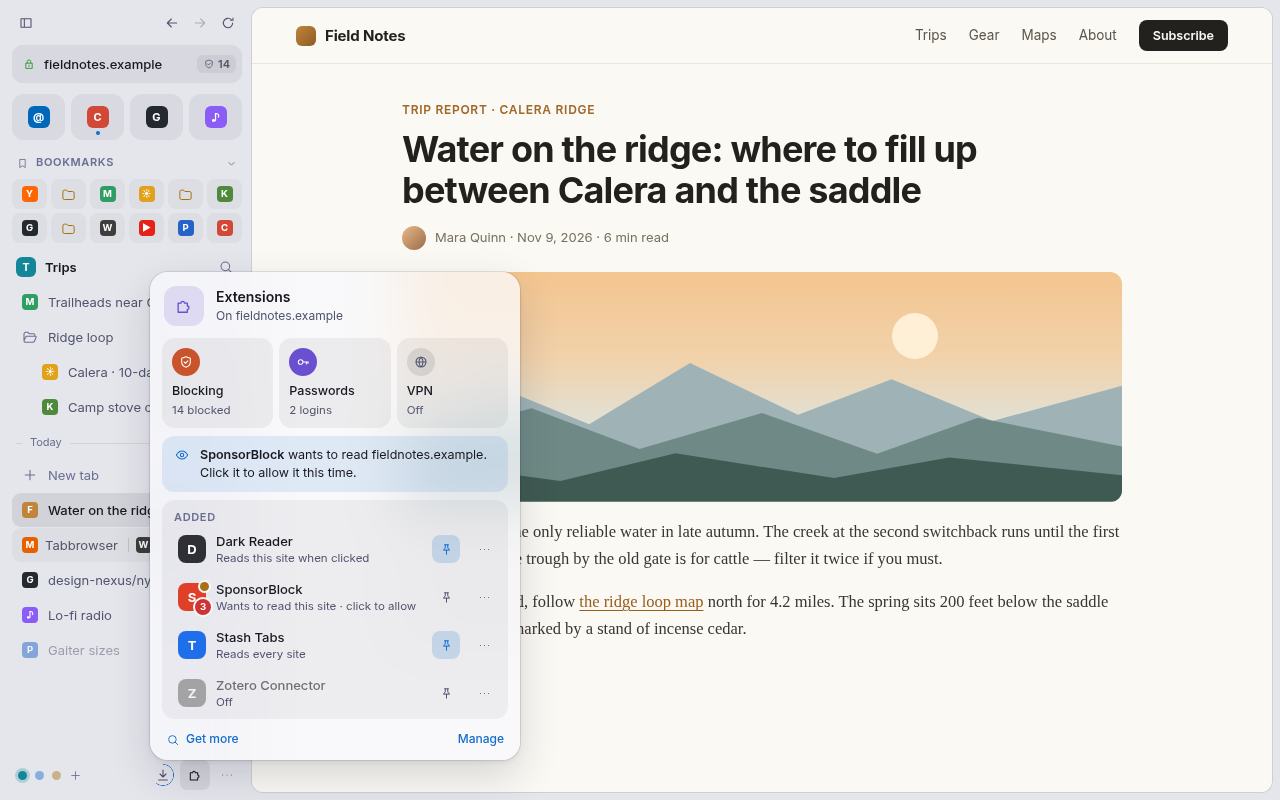 fieldnotes.example
14
@
C
G
BOOKMARKS
Y
M
K
G
W
P
C
T
Trips
M
Trailheads near
Ridge loop
Calera · 10-da
K
Camp stove
Today
New tab
F
Water on the ridg
M
Tabbrowser
W
G
design-nexus/ny
Lo-fi radio
P
Gaiter sizes
Field Notes
Trips
Gear
Maps
About
Subscribe
TRIP REPORT · CALERA RIDGE
Water on the ridge: where to fill up
between Calera and the saddle
Mara Quinn · Nov 9, 2026 · 6 min read
only reliable water in late autumn. The creek at the second switchback runs until the first
trough by the old gate is for cattle — filter it twice if you must.
follow the ridge loop map north for 4.2 miles. The spring sits 200 feet below the saddle
marked by a stand of incense cedar.
Extensions
On fieldnotes.example
Blocking
14 blocked
Passwords
2 logins
VPN
Off
SponsorBlock wants to read fieldnotes.example.
Click it to allow it this time.
ADDED
D
Dark Reader
Reads this site when clicked
S
3
SponsorBlock
Wants to read this site · click to allow
T
Stash Tabs
Reads every site
Z
Zotero Connector
Off
Get more
Manage